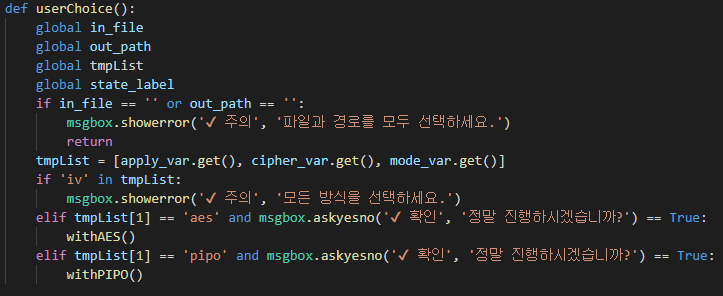 def userChoice():
    global in_file
    global out_path
    global tmpList
    global state_label
    if in_file == '' or out_path == '':
        msgbox.showerror('✔ 주의', '파일과 경로를 모두 선택하세요.')
        return
    tmpList = [apply_var.get(), cipher_var.get(), mode_var.get()]
    if 'iv' in tmpList:
        msgbox.showerror('✔ 주의', '모든 방식을 선택하세요.')
    elif tmpList[1] == 'aes' and msgbox.askyesno('✔ 확인', '정말 진행하시겠습니까?') == True:
        withAES()
    elif tmpList[1] == 'pipo' and msgbox.askyesno('✔ 확인', '정말 진행하시겠습니까?') == True:
        withPIPO()